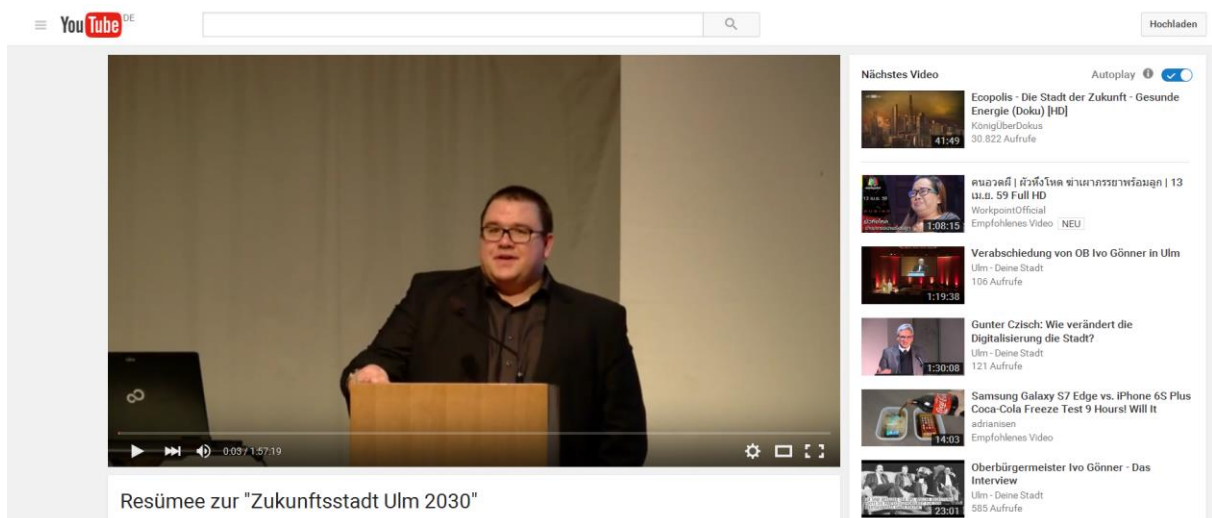 YouTube DE
Hochladen
Nächstes Video
Autoplay
Ecopolis - Die Stadt der Zukunft - Gesunde
Energie (Doku) [HD]
KönigÜberDokus
30.822 Aufrufe
41:49
คนอวดผี | ผัวหึงโหด ฆ่าเผาภรรยาพร้อมลูก | 13
เม.ย. 59 Full HD
WorkpointOfficial
Empfohlenes Video NEU
1:08:15
Verabschiedung von OB Ivo Gönner in Ulm
Ulm - Deine Stadt
106 Aufrufe
1:19:38
Gunter Czisch: Wie verändert die
Digitalisierung die Stadt?
Ulm - Deine Stadt
121 Aufrufe
1:30:08
Samsung Galaxy S7 Edge vs. iPhone 6S Plus
Coca-Cola Freeze Test 9 Hours! Will It
adrianisen
Empfohlenes Video
14:03
Oberbürgermeister Ivo Gönner - Das
Interview
Ulm - Deine Stadt
585 Aufrufe
23:01
0:03 / 1:57:19
Resümee zur "Zukunftsstadt Ulm 2030"